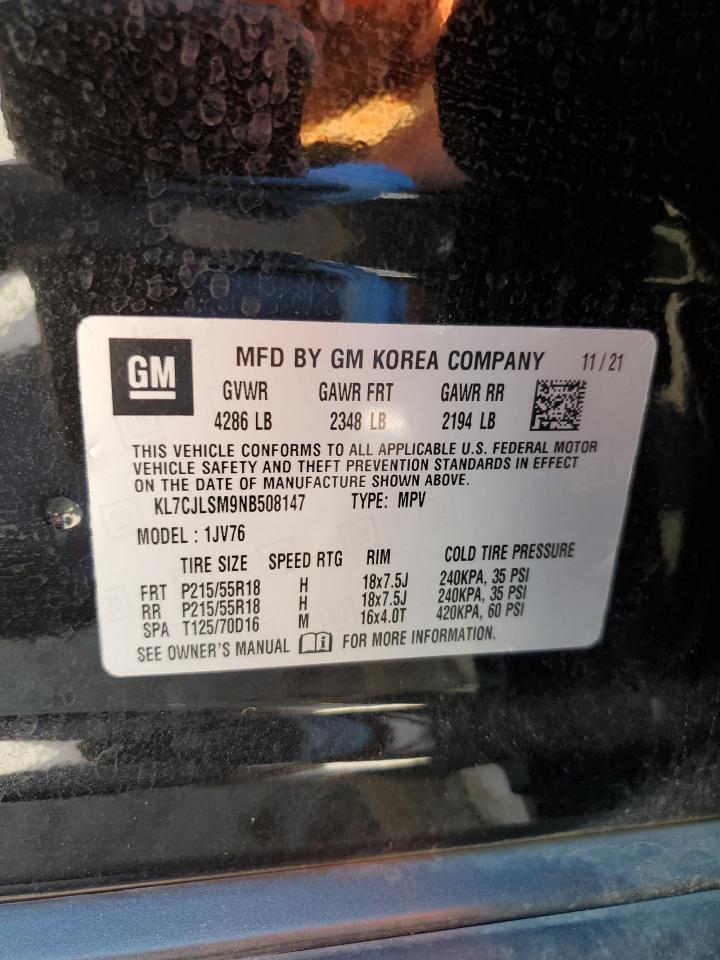 GM
MFD BY GM KOREA COMPANY 11 / 21
GVWR GAWR FRT GAWR RR
4286 LB 2348 LB 2194 LB
THIS VEHICLE CONFORMS TO ALL APPLICABLE U.S. FEDERAL MOTOR
VEHICLE SAFETY AND THEFT PREVENTION STANDARDS IN EFFECT
ON THE DATE OF MANUFACTURE SHOWN ABOVE.
KL7CJLSM9NB508147 TYPE: MPV
MODEL : 1JV76
TIRE SIZE SPEED RTG RIM COLD TIRE PRESSURE
FRT P215/55R18 H 18x7.5J 240KPA, 35 PSI
RR P215/55R18 H 18x7.5J 240KPA, 35 PSI
SPA T125/70D16 M 16x4.0T 420KPA, 60 PSI
SEE OWNER'S MANUAL i FOR MORE INFORMATION.